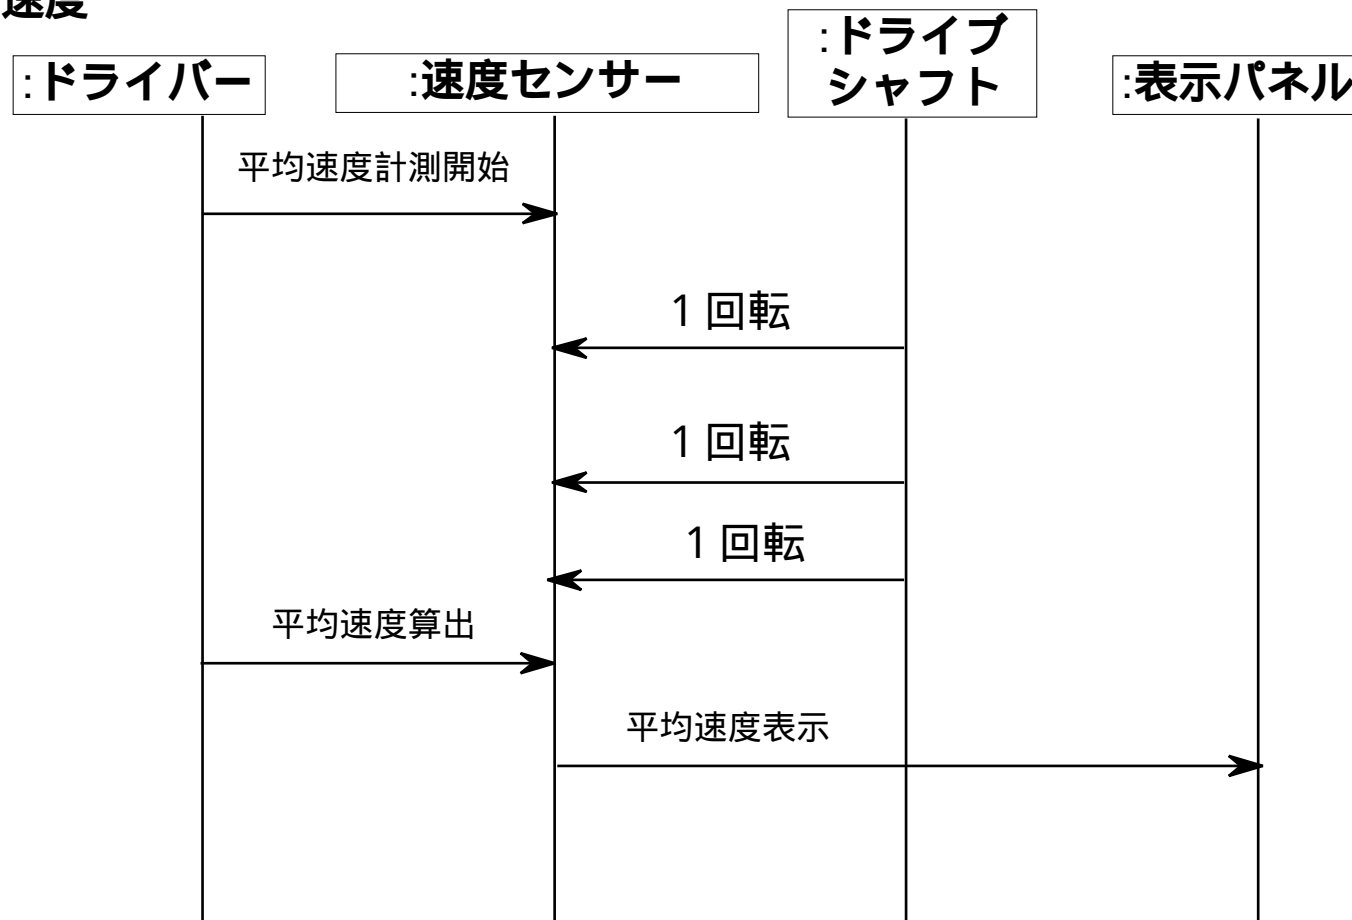 速度
:ドライバー
:速度センサー
:ドライブ
シャフト
:表示パネル
平均速度計測開始
1 回転
1 回転
1 回転
平均速度算出
平均速度表示